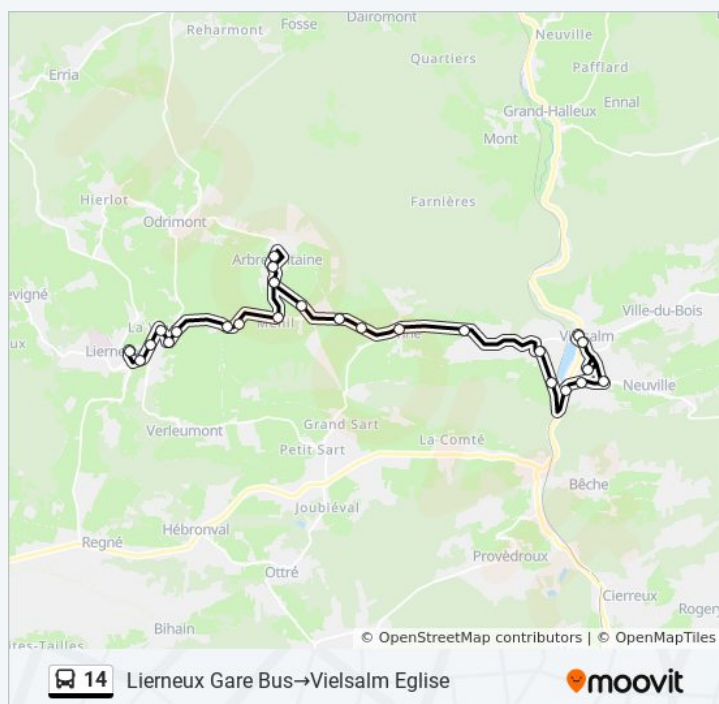 Dairomont
Fosse
Reharmont
Neuville
Quartiers
Erria
Pafflard
Grand-Halleux
Ennal
Mont
Hierlot
Farnières
Odrimont
Ville-du-Bois
Neuville
Verleumont
Grand Sart
La Comté
Petit Sart
Bêche
Joubiéval
Hébronval
Regné
Provedroux
Ottré
Cierreux
Bihain
© OpenStreetMap contributors | © OpenMapTiles
14 Lierneux Gare Bus→Vielsalm Eglise
moovit